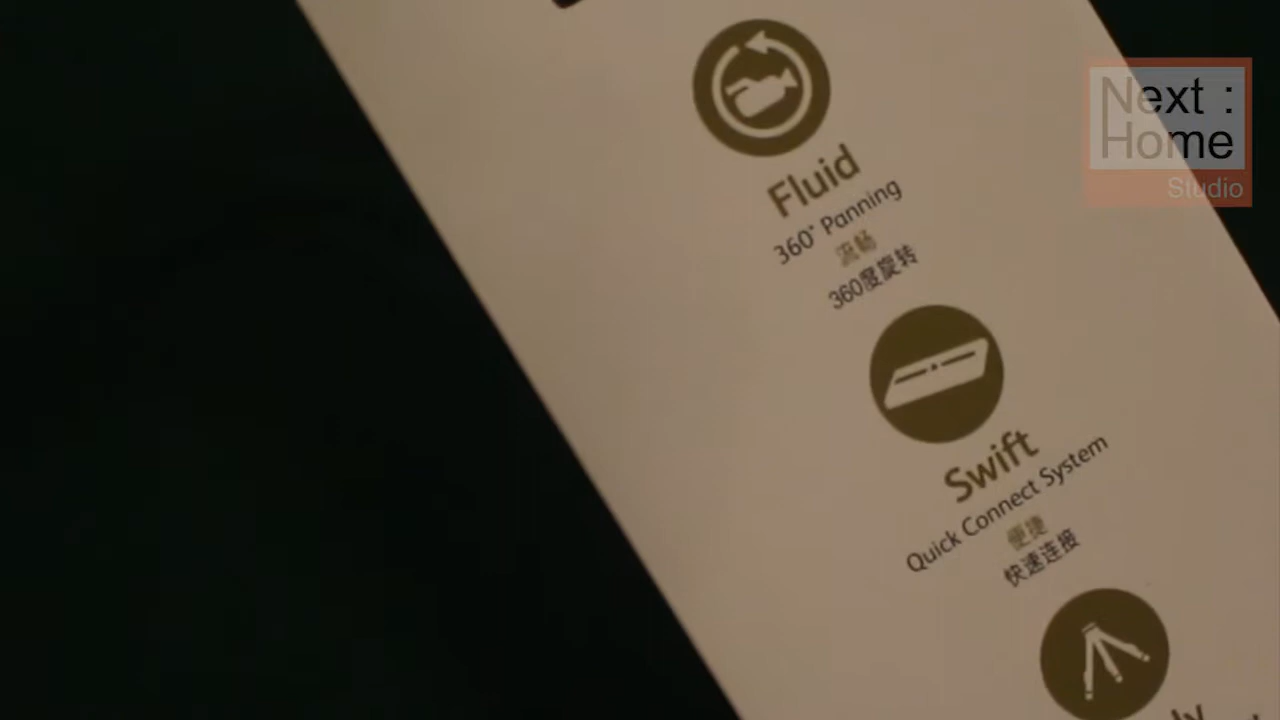 Fluid
360° Panning
流畅
360度旋转
Swift
Quick Connect System
便捷
快速连接
Next :
Home
Studio